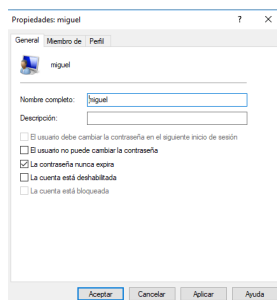 Propiedades: miguel ? ×
General Miembro de Perfil
miguel
Nombre completo: miguel
Descripción:
El usuario debe cambiar la contraseña en el siguiente inicio de sesión
El usuario no puede cambiar la contraseña
La contraseña nunca expira
La cuenta está deshabilitada
La cuenta está bloqueada
Aceptar Cancelar Aplicar Ayuda